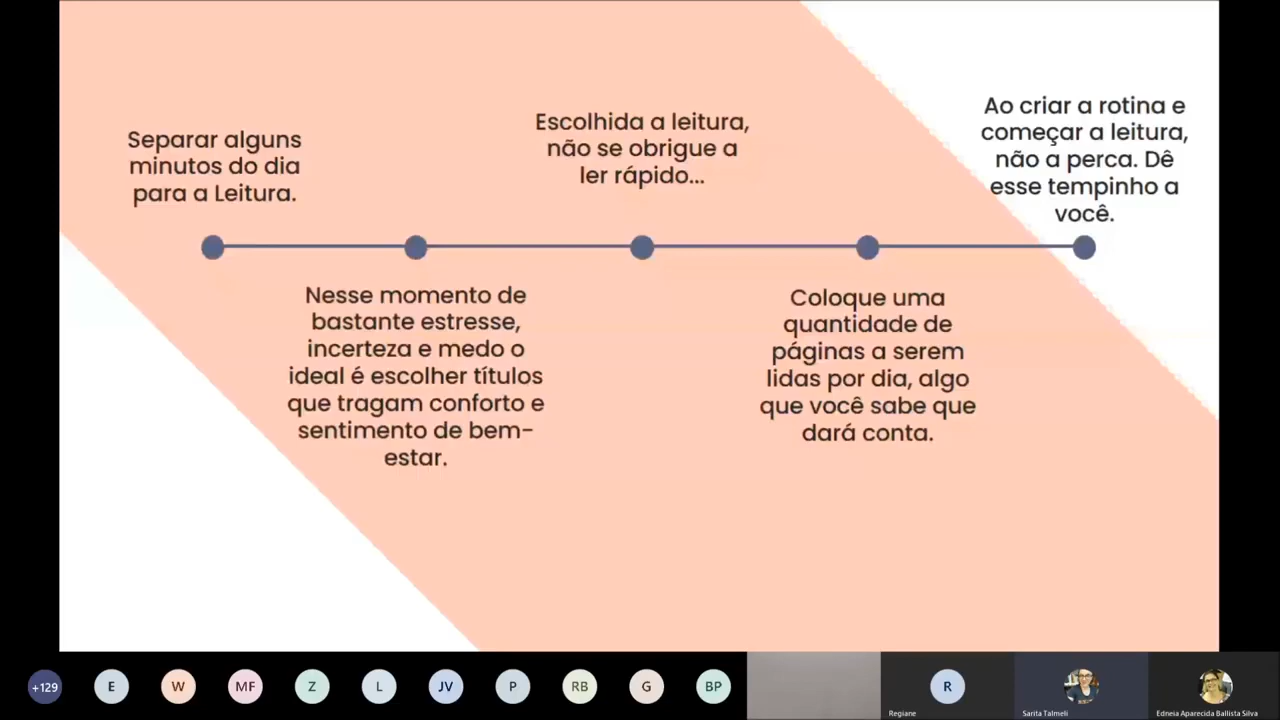 Separar alguns
minutos do dia
para a Leitura.
Nesse momento de
bastante estresse,
incerteza e medo o
ideal é escolher títulos
que tragam conforto e
sentimento de bem-
estar.
Escolhida a leitura,
não se obrigue a
ler rápido...
Coloque uma
quantidade de
páginas a serem
lidas por dia, algo
que você sabe que
dará conta.
Ao criar a rotina e
começar a leitura,
não a perca. Dê
esse tempinho a
você.
+129
E
W
MF
Z
L
JV
P
RB
G
BP
R
Regiane
Sarita Talmeli
Edneia Aparecida Ballista Silva